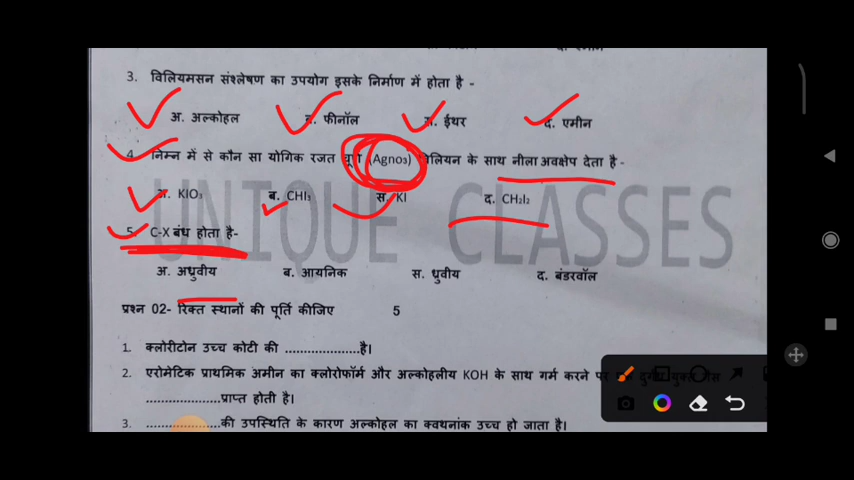 3. विलियमसन संश्लेषण का उपयोग इसके निर्माण में होता है -
अ. अल्कोहल ब. फीनॉल स. ईथर द. एमीन
4. निम्न में से कौन सा योगिक रजत (Agno₃) विलियन के साथ नीला अवक्षेप देता है -
अ. KIO₃ ब. CHI₃ स. KI द. CH₂I₂
5. C-X बंध होता है-
अ. अध्रुवीय ब. आयनिक स. ध्रुवीय द. बंडरवॉल
UNIQUE CLASSES
प्रश्न 02- रिक्त स्थानों की पूर्ति कीजिए 5
1. क्लोरीटोन उच्च कोटी की ....................है।
2. एरोमेटिक प्राथमिक अमीन का क्लोरोफॉर्म और अल्कोहलीय KOH के साथ गर्म करने पर
....................प्राप्त होती है।
3. ....................की उपस्थिति के कारण अल्कोहल का क्वथनांक उच्च हो जाता है।